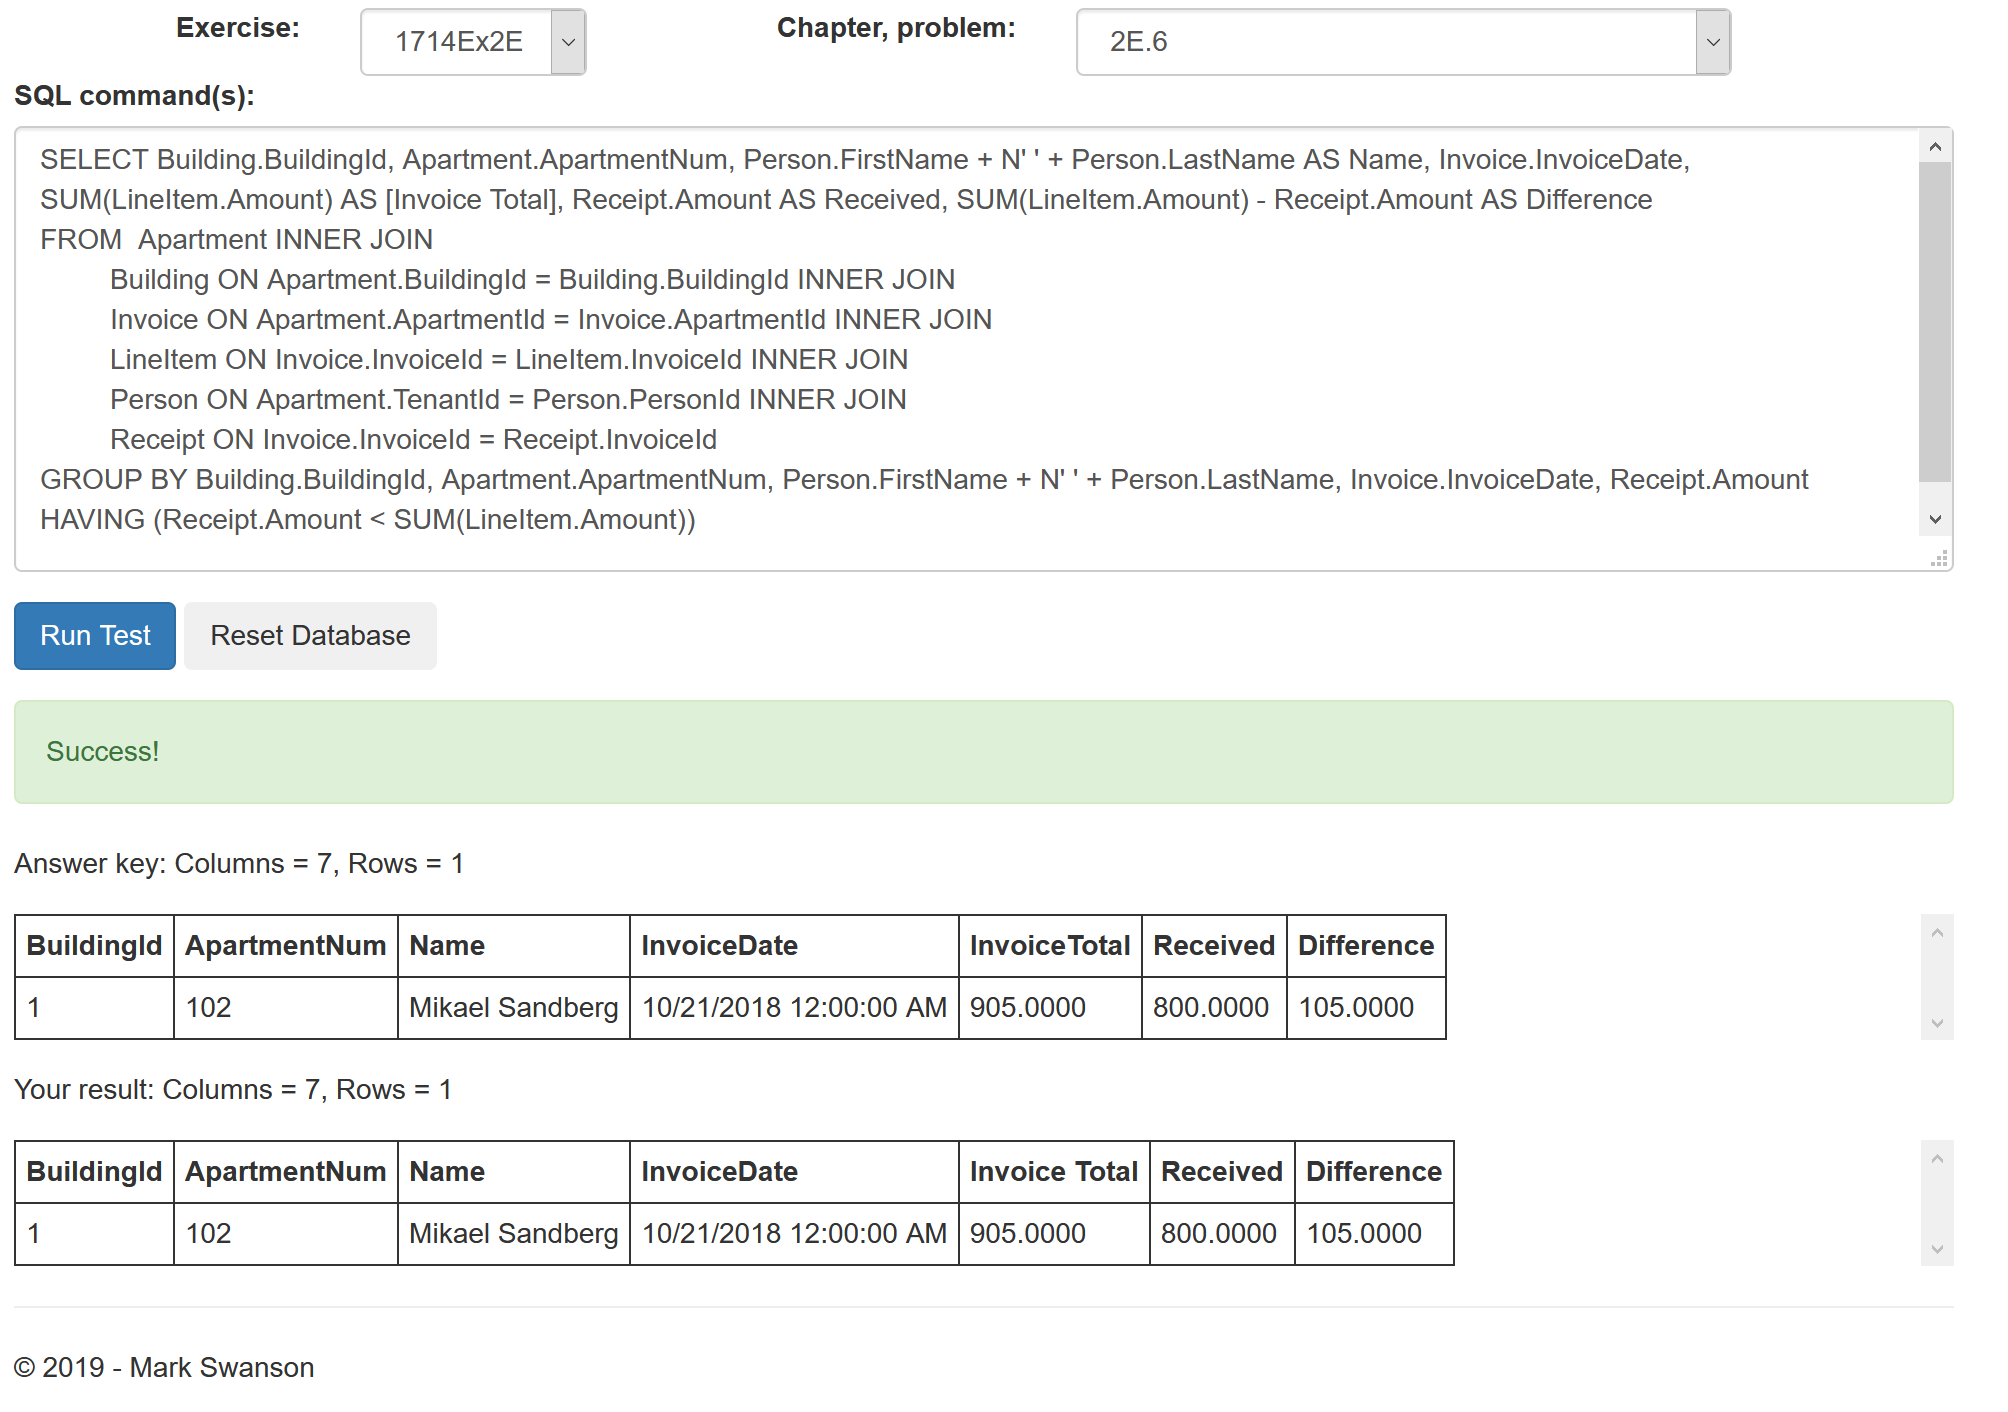 Exercise: 1714Ex2E Chapter, problem: 2E.6
SQL command(s):
SELECT Building.BuildingId, Apartment.ApartmentNum, Person.FirstName + N' ' + Person.LastName AS Name, Invoice.InvoiceDate,
SUM(LineItem.Amount) AS [Invoice Total], Receipt.Amount AS Received, SUM(LineItem.Amount) - Receipt.Amount AS Difference
FROM  Apartment INNER JOIN
Building ON Apartment.BuildingId = Building.BuildingId INNER JOIN
Invoice ON Apartment.ApartmentId = Invoice.ApartmentId INNER JOIN
LineItem ON Invoice.InvoiceId = LineItem.InvoiceId INNER JOIN
Person ON Apartment.TenantId = Person.PersonId INNER JOIN
Receipt ON Invoice.InvoiceId = Receipt.InvoiceId
GROUP BY Building.BuildingId, Apartment.ApartmentNum, Person.FirstName + N' ' + Person.LastName, Invoice.InvoiceDate, Receipt.Amount
HAVING (Receipt.Amount < SUM(LineItem.Amount))
Run Test Reset Database
Success!
Answer key: Columns = 7, Rows = 1
BuildingId ApartmentNum Name InvoiceDate InvoiceTotal Received Difference
1 102 Mikael Sandberg 10/21/2018 12:00:00 AM 905.0000 800.0000 105.0000
Your result: Columns = 7, Rows = 1
BuildingId ApartmentNum Name InvoiceDate Invoice Total Received Difference
1 102 Mikael Sandberg 10/21/2018 12:00:00 AM 905.0000 800.0000 105.0000
© 2019 - Mark Swanson